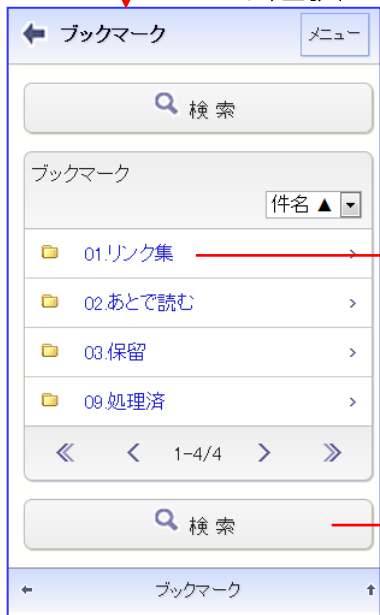 ブックマーク
メニュー
検索
ブックマーク
件名 ▲
01.リンク集
02.あとで読む
03.保留
09.処理済
1-4/4
検索
ブックマーク